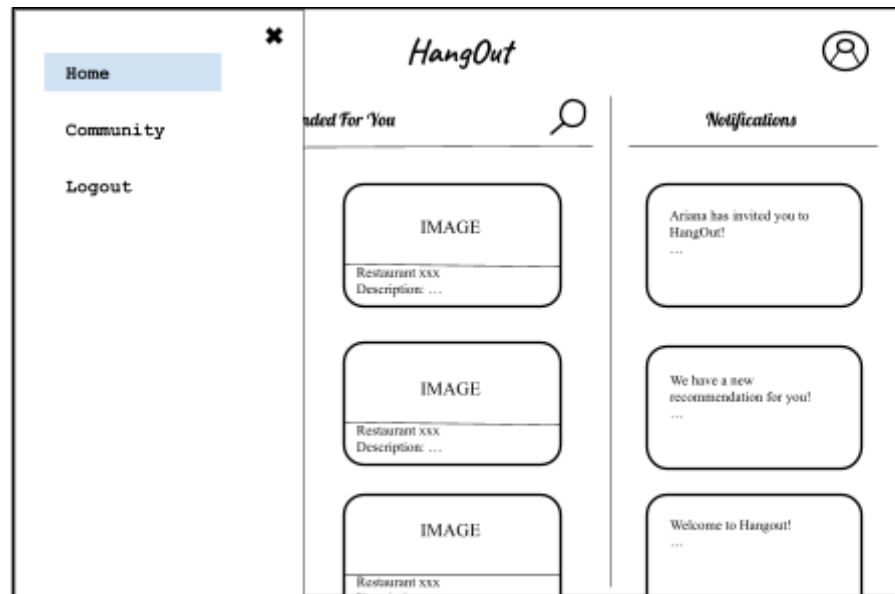 Home
Community
Logout
HangOut
nded For You
Notifications
IMAGE
Restaurant xxx
Description: …
IMAGE
Restaurant xxx
Description: …
IMAGE
Restaurant xxx
Ariana has invited you to
HangOut!
…
We have a new
recommendation for you!
…
Welcome to Hangout!
…